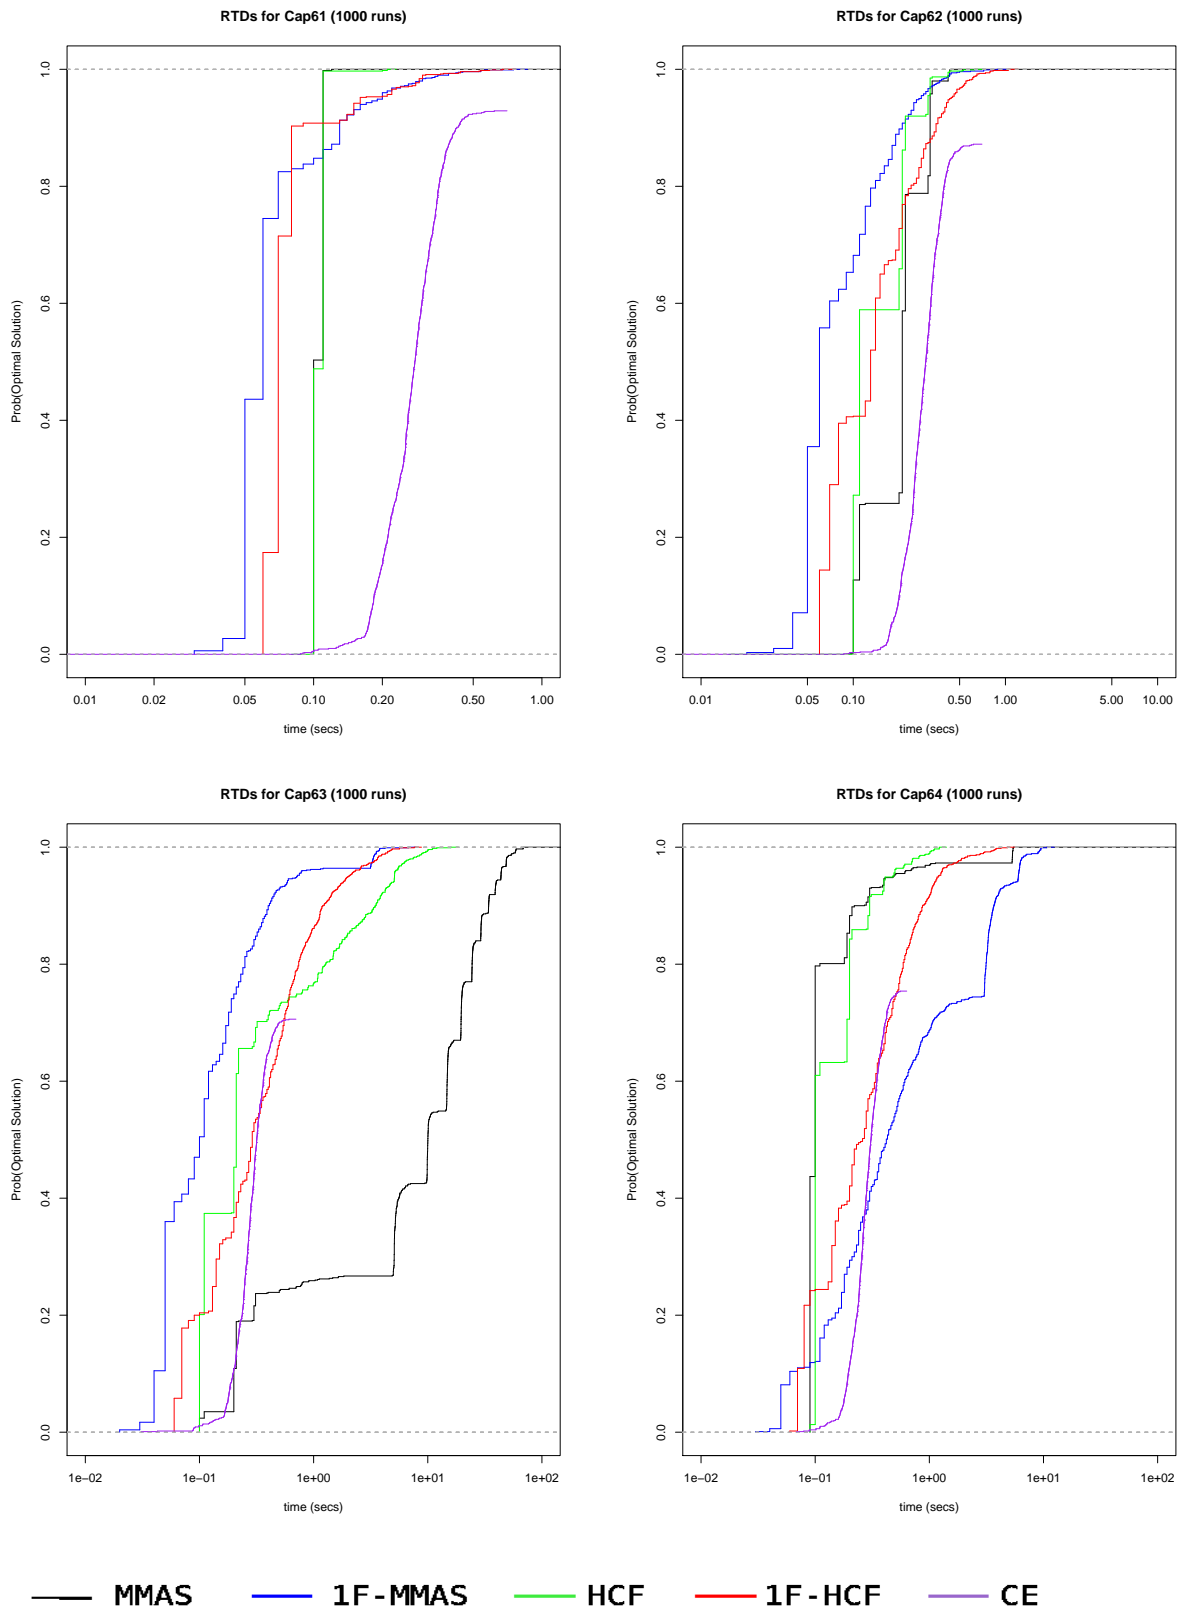 RTDs for Cap61 (1000 runs)
Prob(Optimal Solution)
1.0
0.8
0.6
0.4
0.2
0.0
0.01 0.02 0.05 0.10 0.20 0.50 1.00
time (secs)
RTDs for Cap62 (1000 runs)
Prob(Optimal Solution)
1.0
0.8
0.6
0.4
0.2
0.0
0.01 0.05 0.10 0.50 1.00 5.00 10.00
time (secs)
RTDs for Cap63 (1000 runs)
Prob(Optimal Solution)
1.0
0.8
0.6
0.4
0.2
0.0
1e−02 1e−01 1e+00 1e+01 1e+02
time (secs)
RTDs for Cap64 (1000 runs)
Prob(Optimal Solution)
1.0
0.8
0.6
0.4
0.2
0.0
1e−02 1e−01 1e+00 1e+01 1e+02
time (secs)
MMAS 1F-MMAS HCF 1F-HCF CE